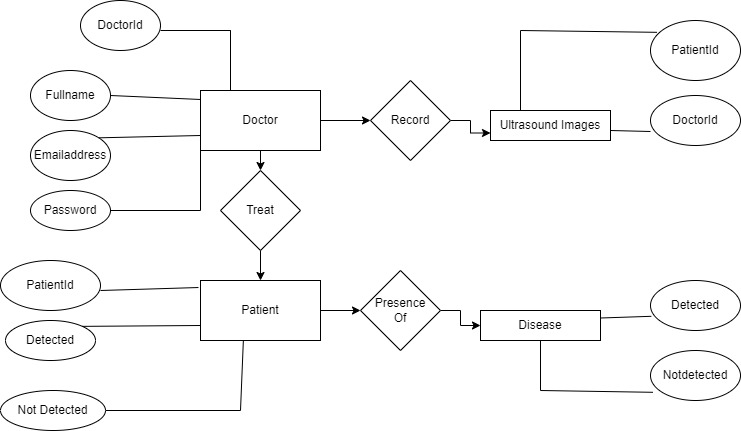 DoctorId
PatientId
Fullname
Doctor
Record
Ultrasound Images
DoctorId
Emailaddress
Password
Treat
PatientId
Patient
Presence
Of
Disease
Detected
Detected
Notdetected
Not Detected